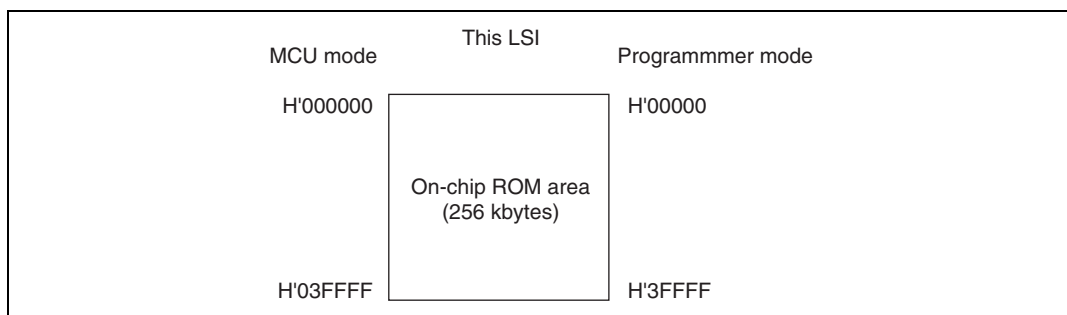 This LSI
MCU mode
Programmmer mode
H'000000
H'00000
On-chip ROM area
(256 kbytes)
H'03FFFF
H'3FFFF